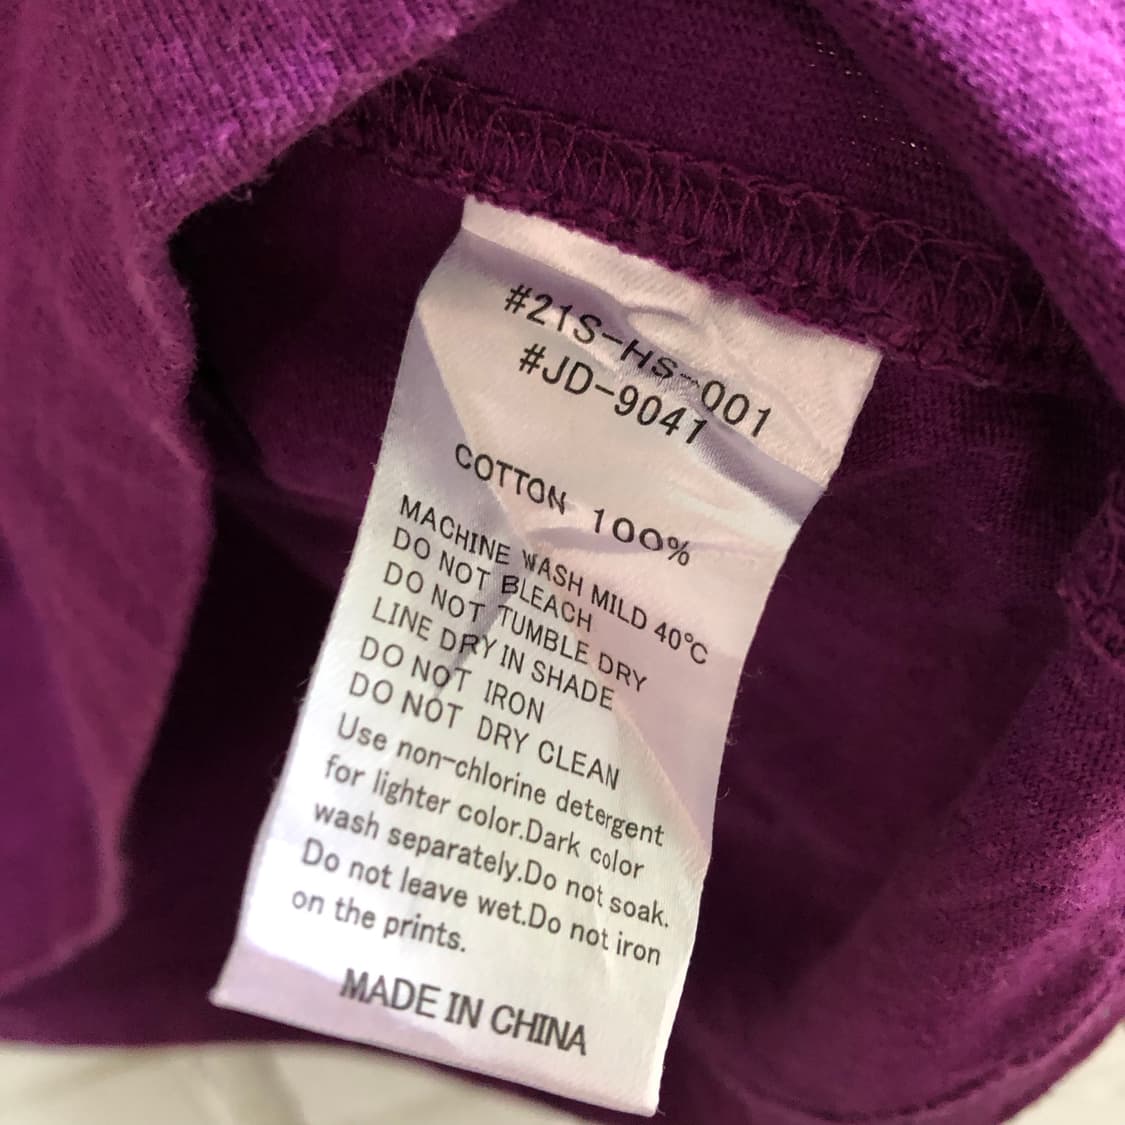 #21S-HS-001
#JD-9041
COTTON 100%
MACHINE WASH MILD 40°C
DO NOT BLEACH
DO NOT TUMBLE DRY
LINE DRY IN SHADE
DO NOT IRON
DO NOT DRY CLEAN
Use non-chlorine detergent
for lighter color.Dark color
wash separately.Do not soak.
Do not leave wet.Do not iron
on the prints.
MADE IN CHINA